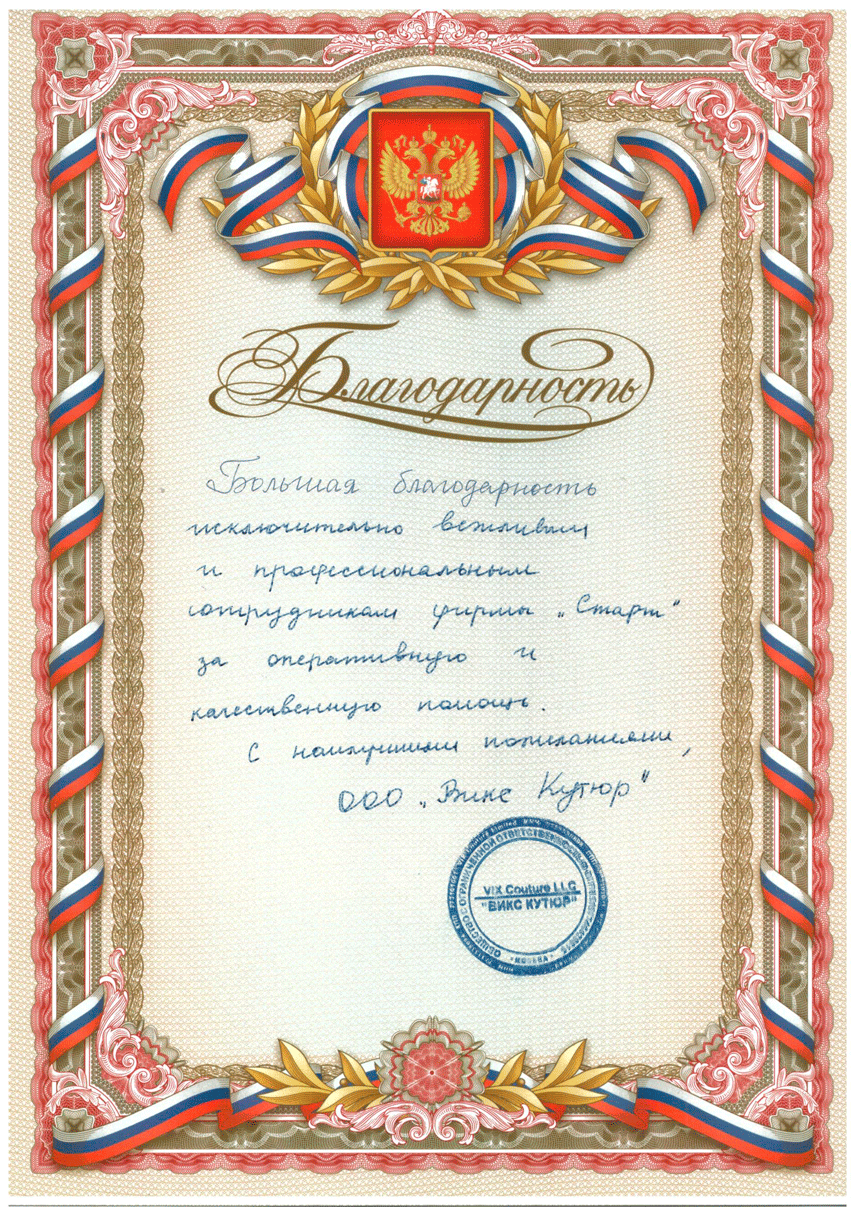 Благодарность
Большая благодарность
исключительно вежливым
и профессиональным
сотрудникам фирмы „Старт"
за оперативную и
качественную помощь.
С наилучшими пожеланиями,
ООО „Викс Кутюр"
ОБЩЕСТВО С ОГРАНИЧЕННОЙ ОТВЕТСТВЕННОСТЬЮ
VIX Couture LLC
"ВИКС КУТЮР"
МОСКВА